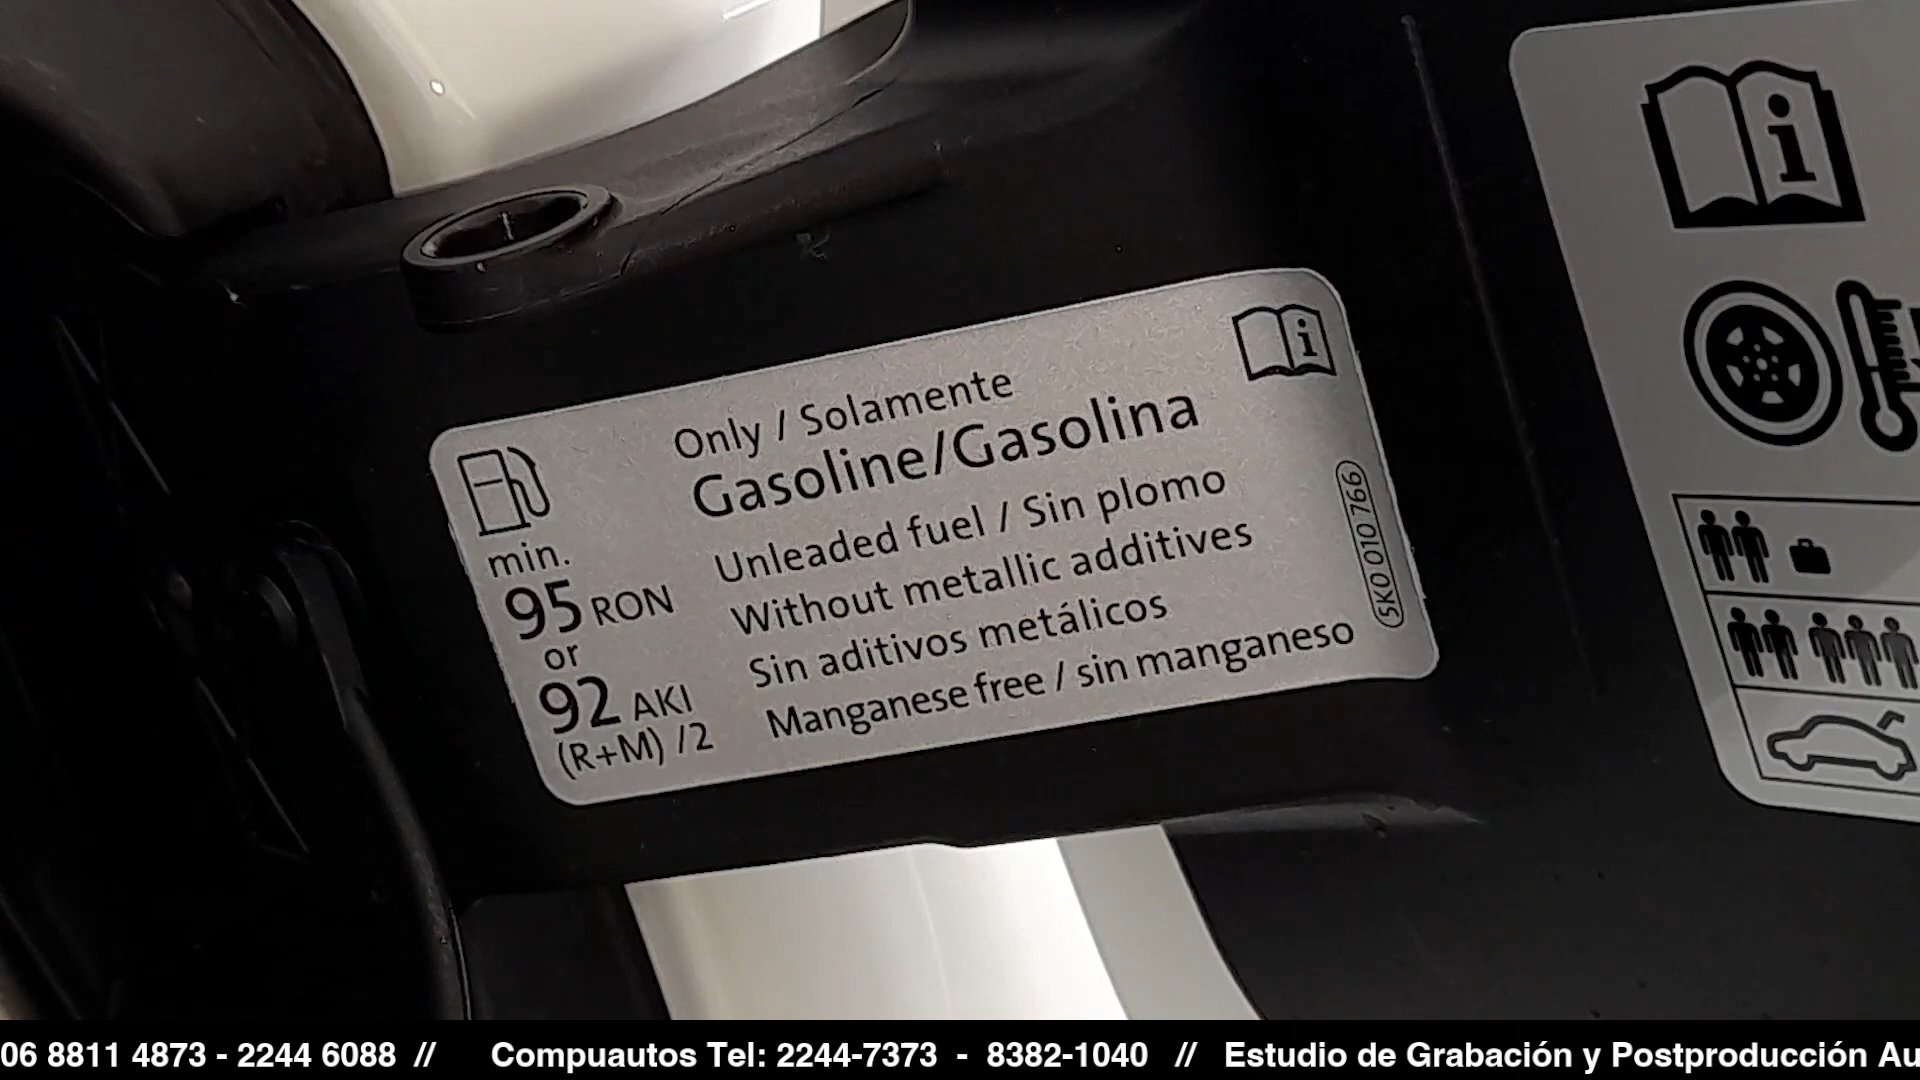 Only / Solamente
Gasoline/Gasolina
Unleaded fuel / Sin plomo
Without metallic additives
Sin aditivos metálicos
Manganese free / sin manganeso
min.
95 RON
or
92 AKI
(R+M) /2
5K0 010 766
06 8811 4873 - 2244 6088 // Compuautos Tel: 2244-7373 - 8382-1040 // Estudio de Grabación y Postproducción Au